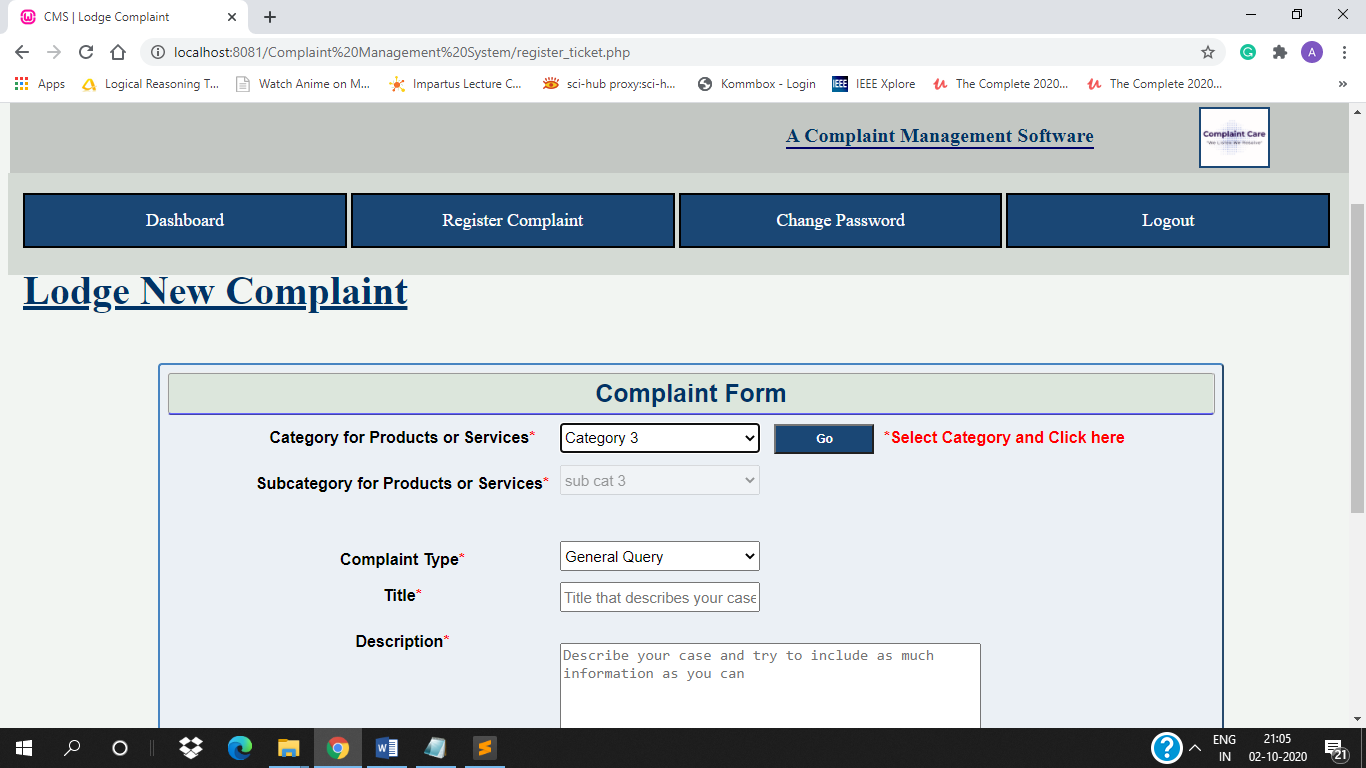 CMS | Lodge Complaint
localhost:8081/Complaint%20Management%20System/register_ticket.php
A
Apps Logical Reasoning T... Watch Anime on M... Impartus Lecture C... sci-hub proxy:sci-h... Kommbox - Login IEEE IEEE Xplore The Complete 2020... The Complete 2020... »
A Complaint Management Software
Complaint Care
Dashboard Register Complaint Change Password Logout
Lodge New Complaint
Complaint Form
Category for Products or Services* Category 3 Go *Select Category and Click here
Subcategory for Products or Services* sub cat 3
Complaint Type* General Query
Title* Title that describes your case
Description*
Describe your case and try to include as much
information as you can
ENG 21:05
IN 02-10-2020 21